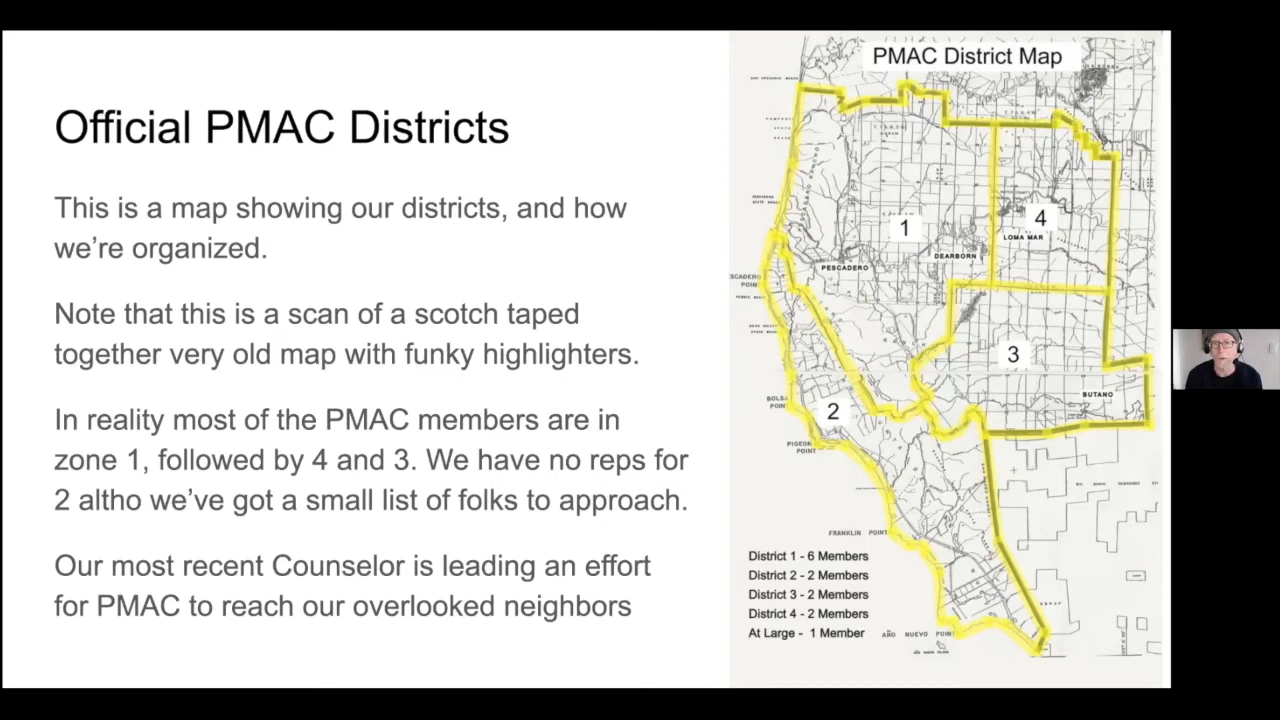 Official PMAC Districts
This is a map showing our districts, and how
we’re organized.
Note that this is a scan of a scotch taped
together very old map with funky highlighters.
In reality most of the PMAC members are in
zone 1, followed by 4 and 3. We have no reps for
2 altho we’ve got a small list of folks to approach.
Our most recent Counselor is leading an effort
for PMAC to reach our overlooked neighbors
PMAC District Map
1
4
LOMA MAR
DEARBORN
PESCADERO
3
BUTANO
2
PIGEON
POINT
FRANKLIN POINT
District 1 - 6 Members
District 2 - 2 Members
District 3 - 2 Members
District 4 - 2 Members
At Large - 1 Member
AÑO NUEVO POINT